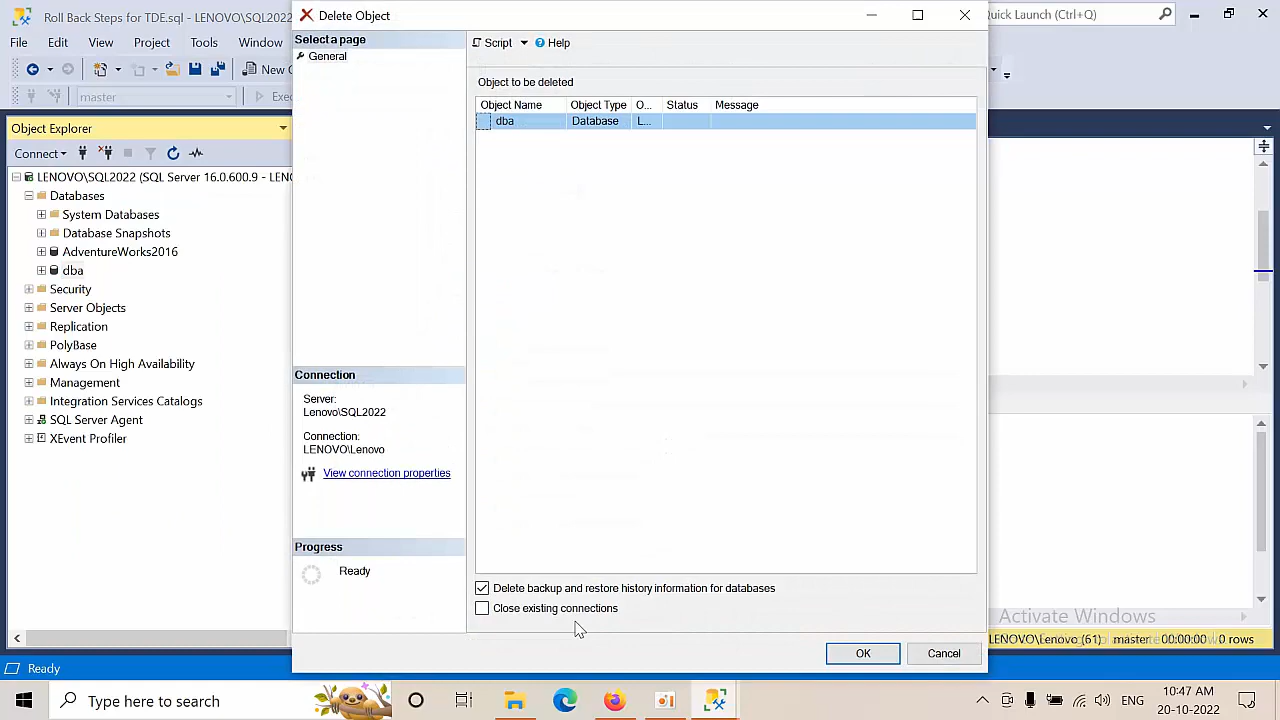 Roll Back Steps for TDE.sql - LENOVO\SQL2022
Delete Object
Quick Launch (Ctrl+Q)
File Edit View Project Tools Window
Select a page
General
Script Help
New
master
Exec
Object to be deleted
Object Name Object Type O... Status Message
dba Database L...
Object Explorer
Connect
LENOVO\SQL2022 (SQL Server 16.0.600.9 - LENO
Databases
System Databases
Database Snapshots
AdventureWorks2016
dba
Security
Server Objects
Replication
PolyBase
Always On High Availability
Management
Integration Services Catalogs
SQL Server Agent
XEvent Profiler
Connection
Server:
Lenovo\SQL2022
Connection:
LENOVO\Lenovo
View connection properties
Progress
Ready
Delete backup and restore history information for databases
Close existing connections
OK Cancel
Activate Windows
LENOVO\Lenovo (61) master 00:00:00 0 rows
Ready
Type here to search
ENG
10:47 AM
20-10-2022